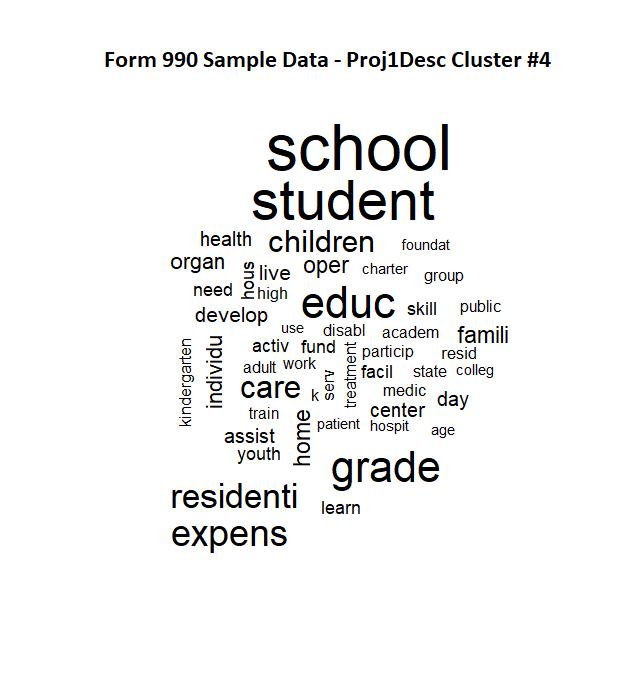 Form 990 Sample Data - Proj1Desc Cluster #4
school
student
health children foundat
organ hous live oper charter group
need high educ skill public
develop use disabl academ famili
kindergarten individu activ fund treatment particip resid
adult work serv facil state colleg
care k medic day
train home patient hospit center age
assist
youth grade
residenti learn
expens